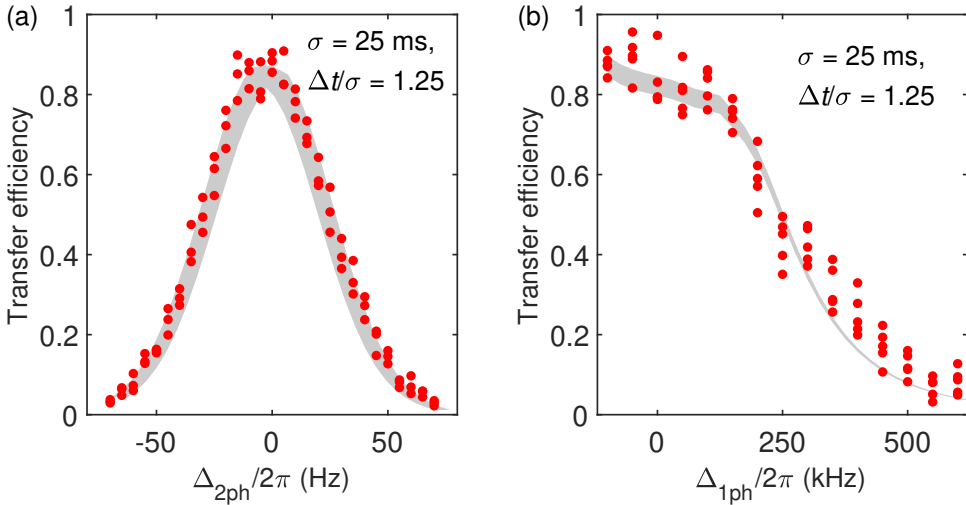 (a)
σ = 25 ms,
Δt/σ = 1.25
Transfer efficiency
1
0.8
0.6
0.4
0.2
0
-50 0 50
Δ2ph/2π (Hz)
(b)
σ = 25 ms,
Δt/σ = 1.25
Transfer efficiency
1
0.8
0.6
0.4
0.2
0
0 250 500
Δ1ph/2π (kHz)